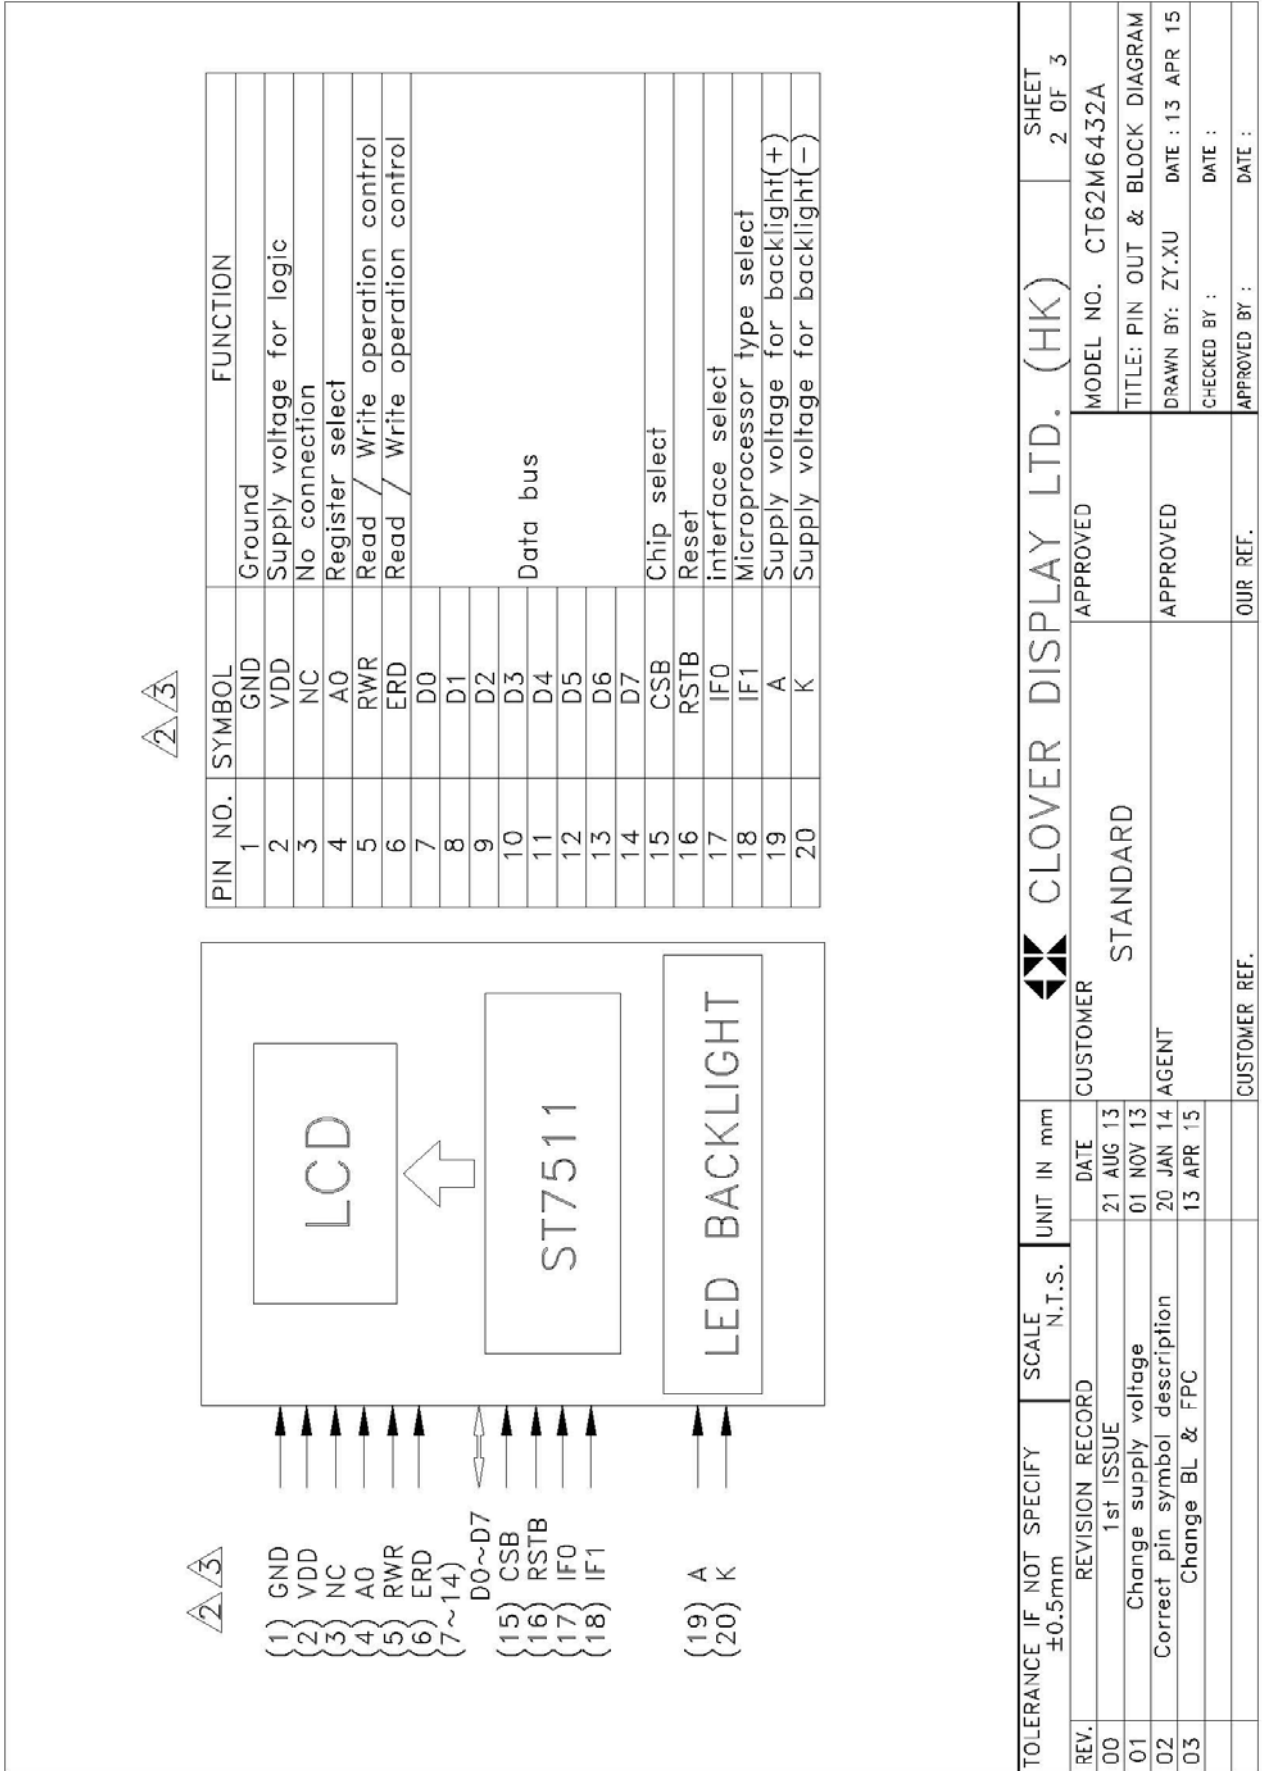 2 3
(1) GND
(2) VDD
(3) NC
(4) A0
(5) RWR
(6) ERD
(7~14)
D0~D7
(15) CSB
(16) RSTB
(17) IF0
(18) IF1
(19) A
(20) K
LCD
ST7511
LED BACKLIGHT
2 3
PIN NO. SYMBOL FUNCTION
1 GND Ground
2 VDD Supply voltage for logic
3 NC No connection
4 A0 Register select
5 RWR Read / Write operation control
6 ERD Read / Write operation control
7 D0
8 D1
9 D2
10 D3 Data bus
11 D4
12 D5
13 D6
14 D7
15 CSB Chip select
16 RSTB Reset
17 IF0 interface select
18 IF1 Microprocessor type select
19 A Supply voltage for backlight(+)
20 K Supply voltage for backlight(-)
TOLERANCE IF NOT SPECIFY
±0.5mm
SCALE
N.T.S.
UNIT IN mm
CLOVER DISPLAY LTD. (HK)
SHEET
2 OF 3
REV. REVISION RECORD DATE
00 1st ISSUE 21 AUG 13
01 Change supply voltage 01 NOV 13
02 Correct pin symbol description 20 JAN 14
03 Change BL & FPC 13 APR 15
CUSTOMER
STANDARD
APPROVED
AGENT
APPROVED
CUSTOMER REF.
OUR REF.
MODEL NO. CT62M6432A
TITLE: PIN OUT & BLOCK DIAGRAM
DRAWN BY: ZY.XU DATE : 13 APR 15
CHECKED BY : DATE :
APPROVED BY : DATE :